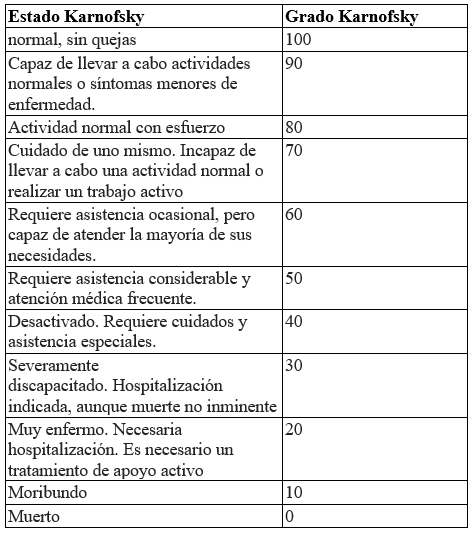 Estado Karnofsky Grado Karnofsky
normal, sin quejas 100
Capaz de llevar a cabo actividades 90
normales o síntomas menores de
enfermedad.
Actividad normal con esfuerzo 80
Cuidado de uno mismo. Incapaz de 70
llevar a cabo una actividad normal o
realizar un trabajo activo
Requiere asistencia ocasional, pero 60
capaz de atender la mayoría de sus
necesidades.
Requiere asistencia considerable y 50
atención médica frecuente.
Desactivado. Requiere cuidados y 40
asistencia especiales.
Severamente 30
discapacitado. Hospitalización
indicada, aunque muerte no inminente
Muy enfermo. Necesaria 20
hospitalización. Es necesario un
tratamiento de apoyo activo
Moribundo 10
Muerto 0